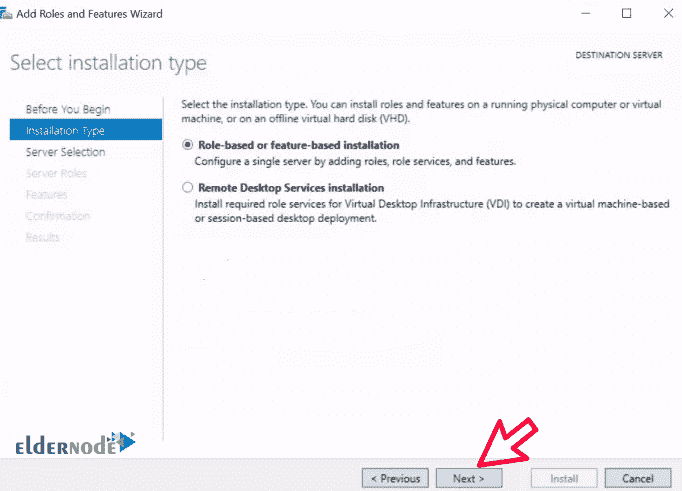 Add Roles and Features Wizard
Select installation type
DESTINATION SERVER
Before You Begin
Installation Type
Server Selection
Server Roles
Features
Confirmation
Results
Select the installation type. You can install roles and features on a running physical computer or virtual
machine, or on an offline virtual hard disk (VHD).
Role-based or feature-based installation
Configure a single server by adding roles, role services, and features.
Remote Desktop Services installation
Install required role services for Virtual Desktop Infrastructure (VDI) to create a virtual machine-based
or session-based desktop deployment.
eLDERNODE
< Previous
Next >
Install
Cancel